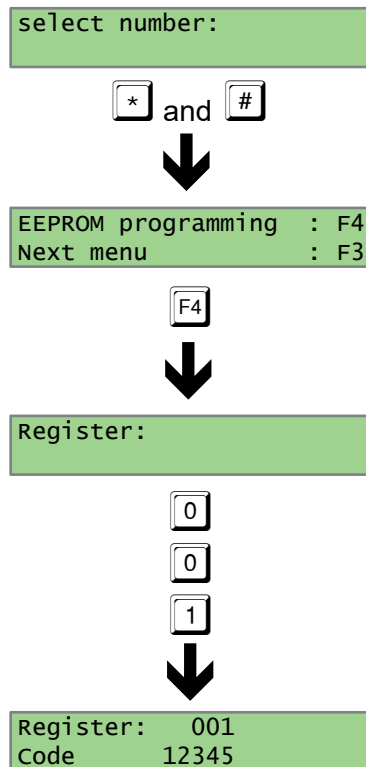 select number:
* and #
EEPROM programming : F4
Next menu : F3
F4
Register:
0
0
1
Register: 001
Code 12345